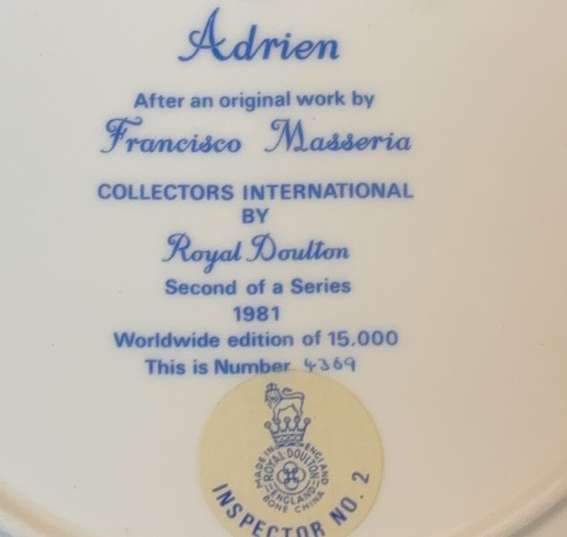 Adrien
After an original work by
Francisco Masseria
COLLECTORS INTERNATIONAL
BY
Royal Doulton
Second of a Series
1981
Worldwide edition of 15,000
This is Number 4369
MADE IN ENGLAND
ROYAL·DOULTON
ENGLAND
BONE CHINA
INSPECTOR NO. 2